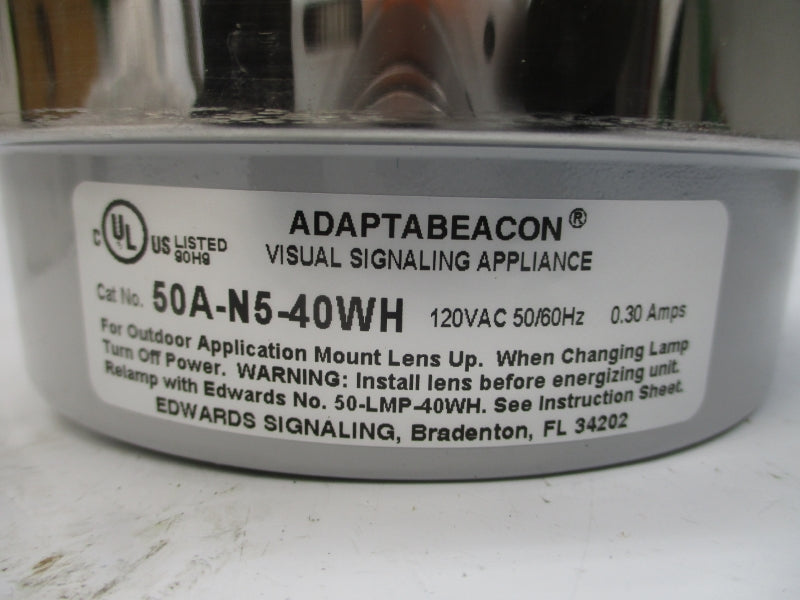 ADAPTABEACON®
C UL US LISTED 90H9
VISUAL SIGNALING APPLIANCE
Cat No. 50A-N5-40WH 120VAC 50/60Hz 0.30 Amps
For Outdoor Application Mount Lens Up. When Changing Lamp
Turn Off Power. WARNING: Install lens before energizing unit.
Relamp with Edwards No. 50-LMP-40WH. See Instruction Sheet.
EDWARDS SIGNALING, Bradenton, FL 34202